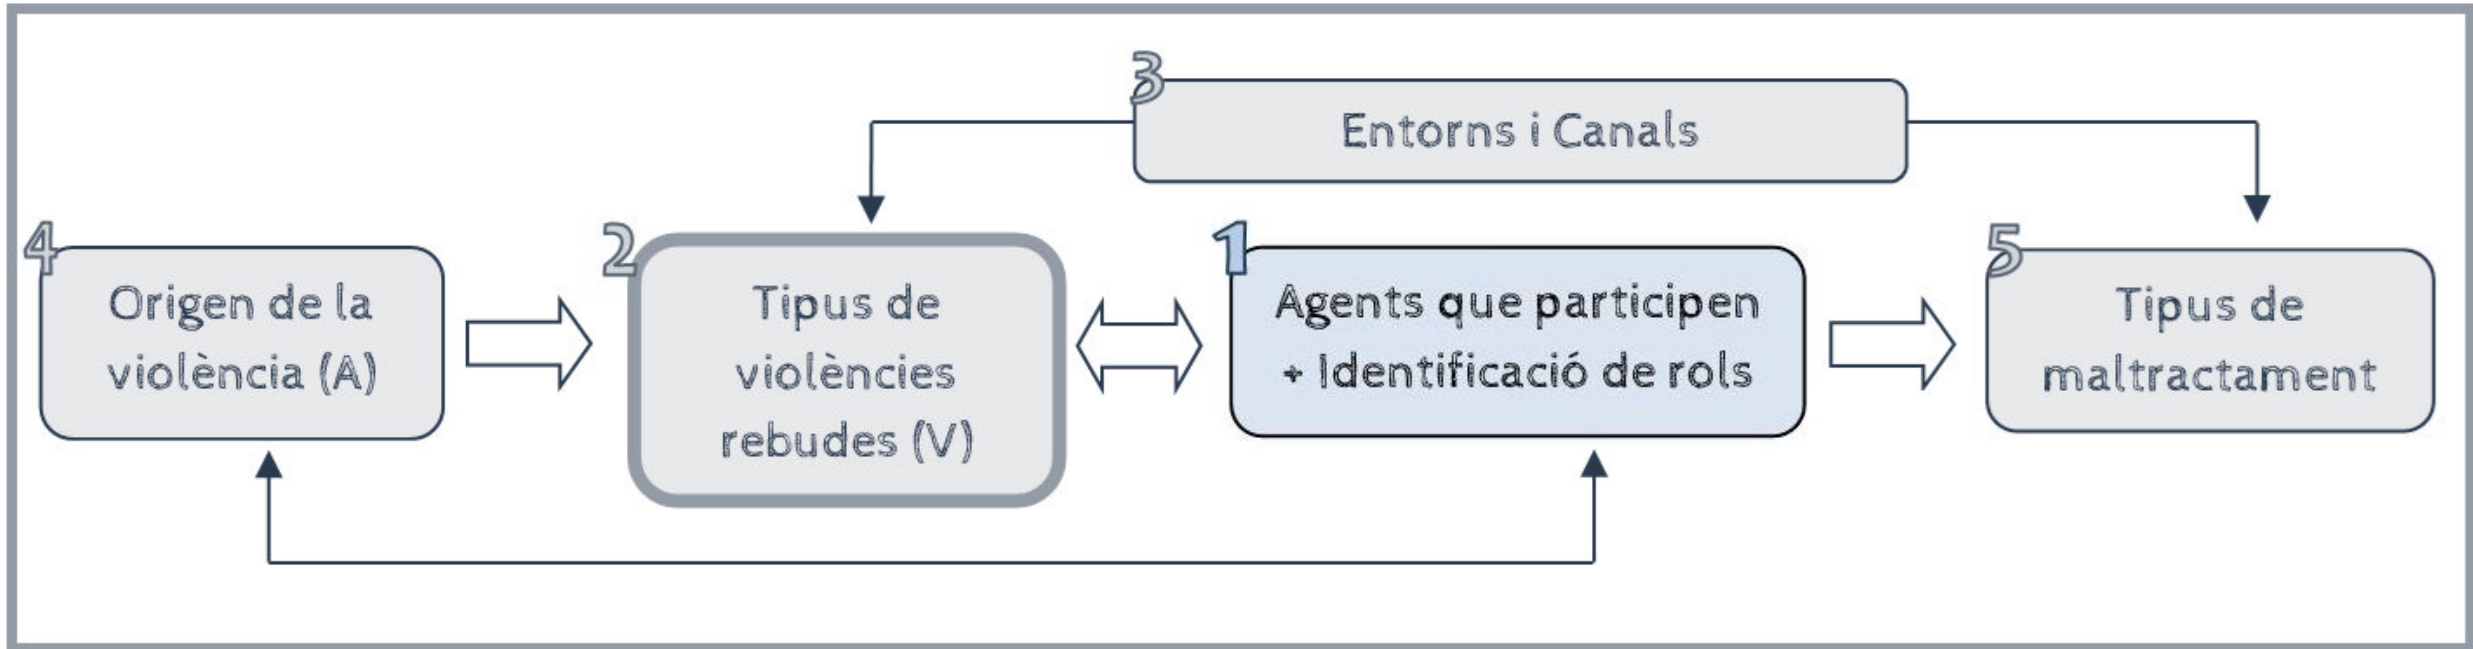 3
Entorns i Canals
4
Origen de la
violència (A)
2
Tipus de
violències
rebudes (V)
1
Agents que participen
+ Identificació de rols
5
Tipus de
maltractament